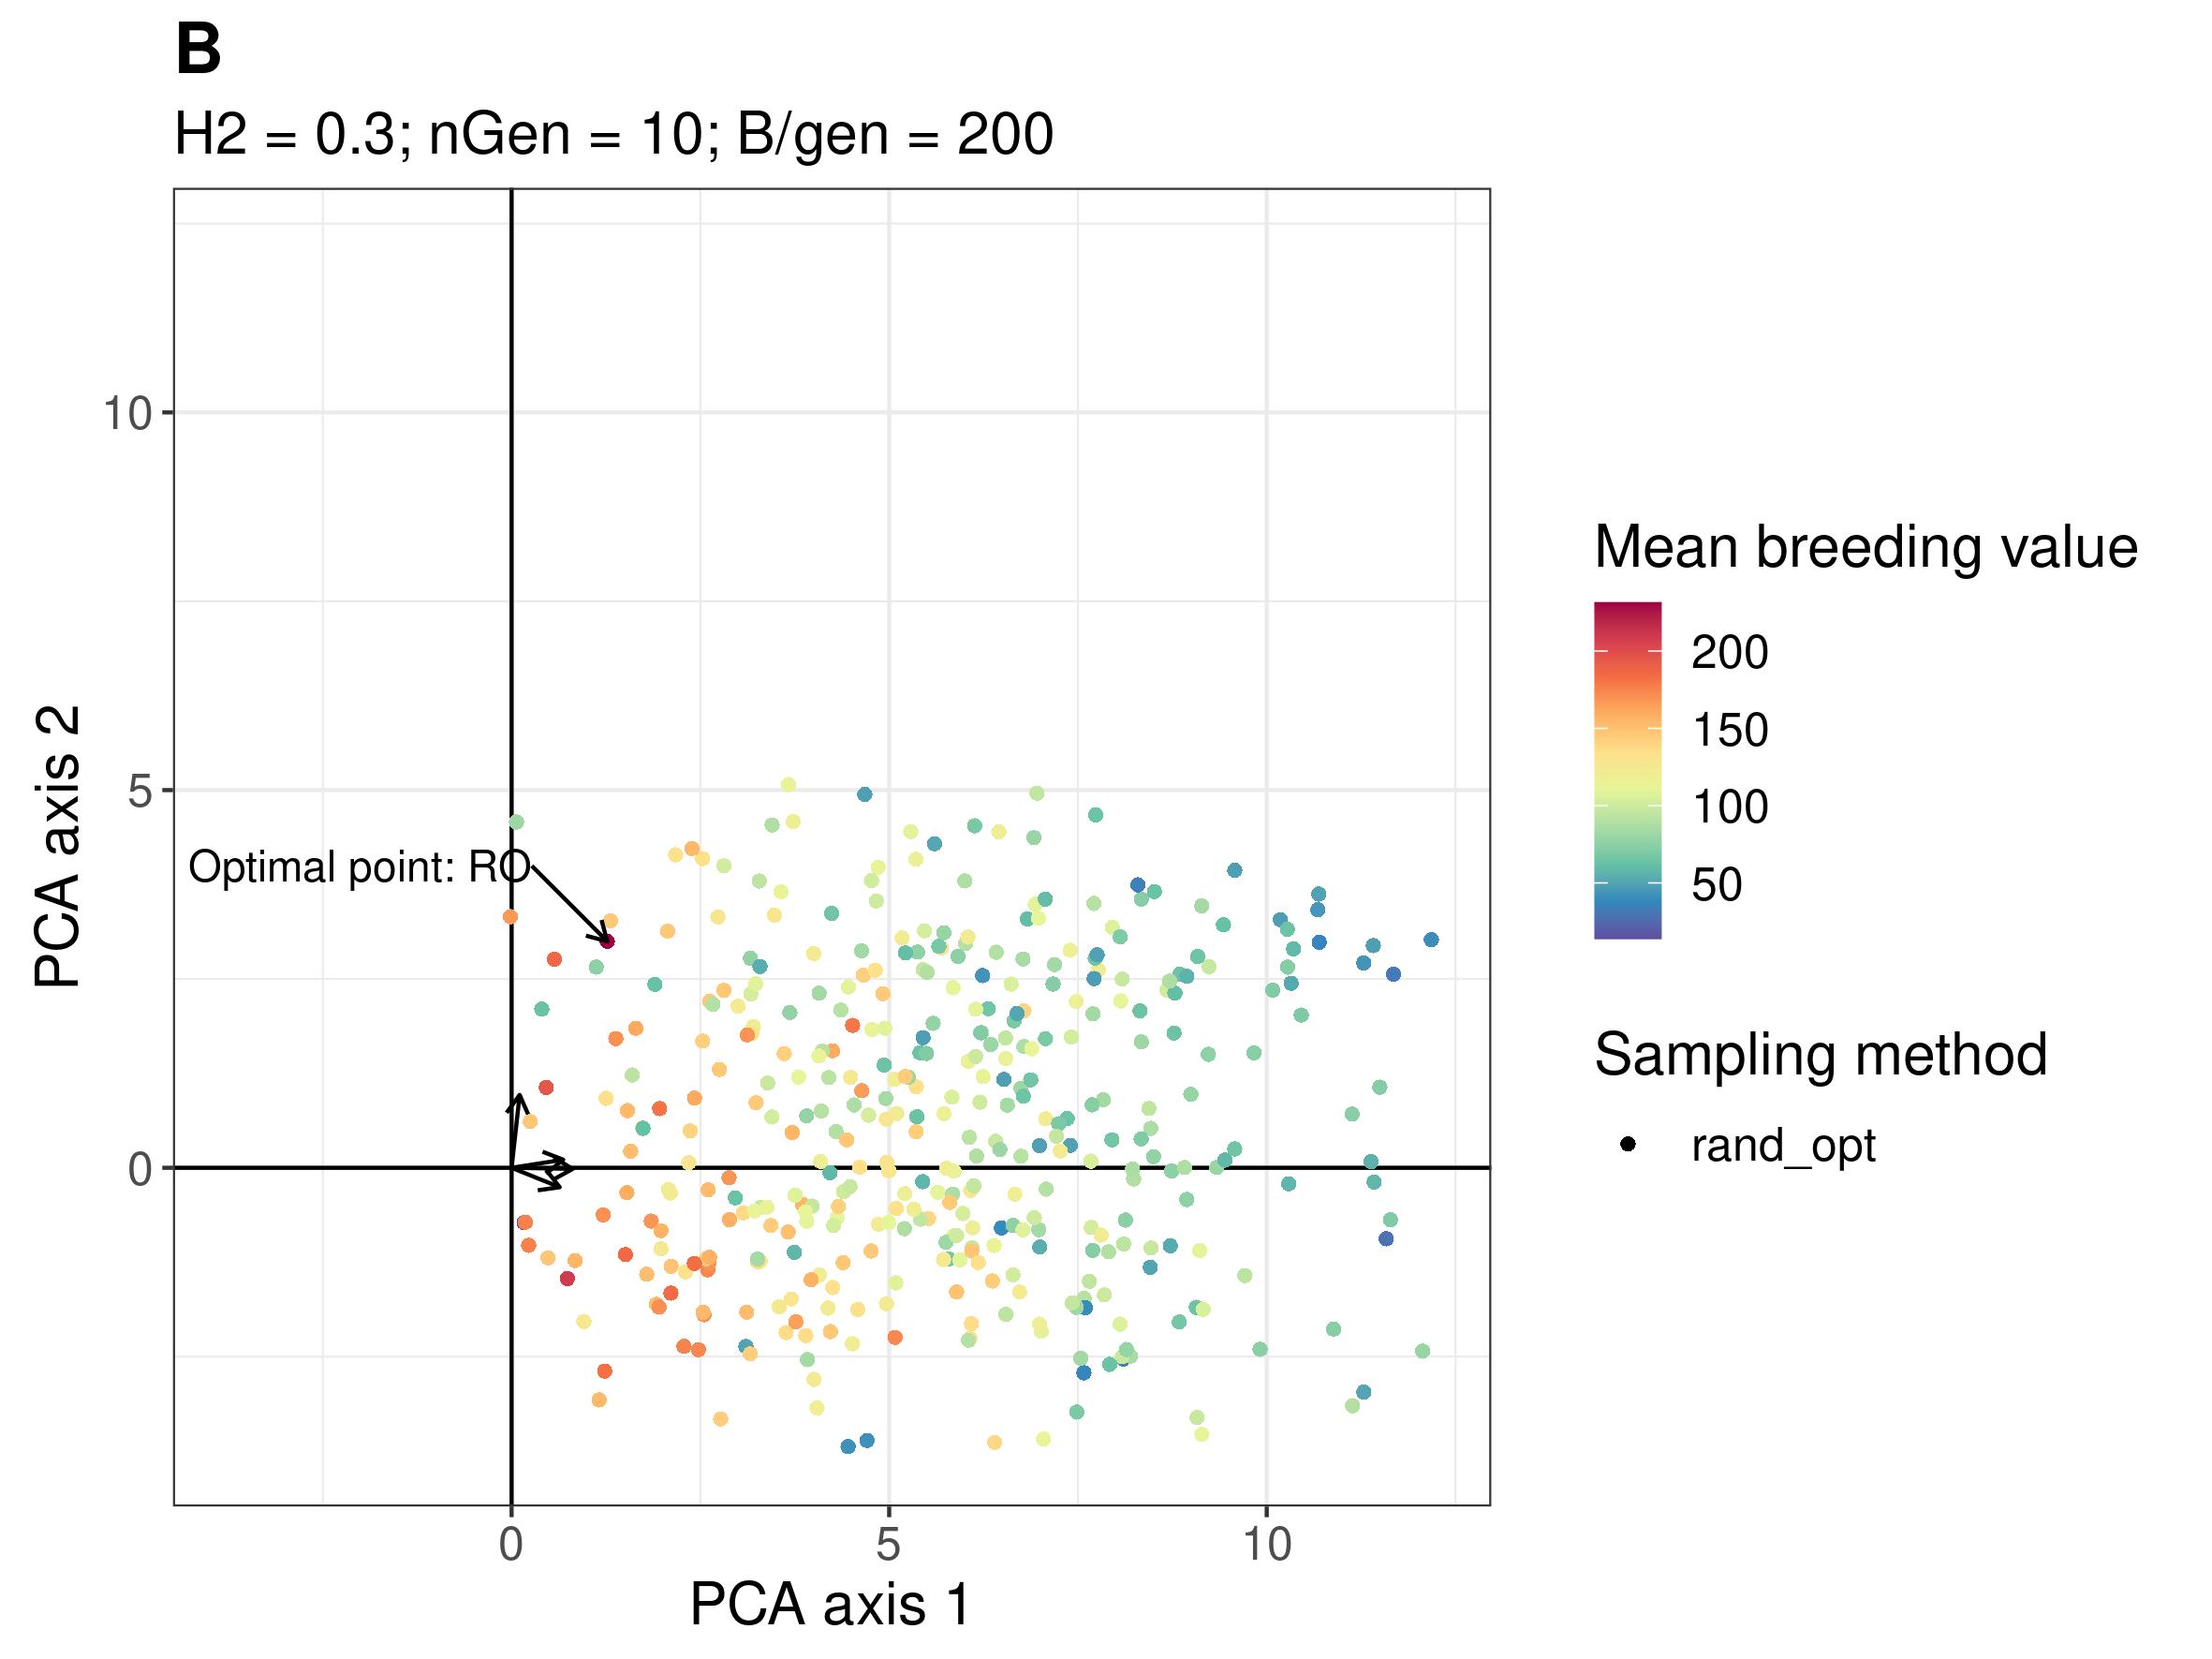 B
H2 = 0.3; nGen = 10; B/gen = 200
10
5
0
PCA axis 2
Optimal point: RO
0
5
10
PCA axis 1
Mean breeding value
200
150
100
50
Sampling method
rand_opt